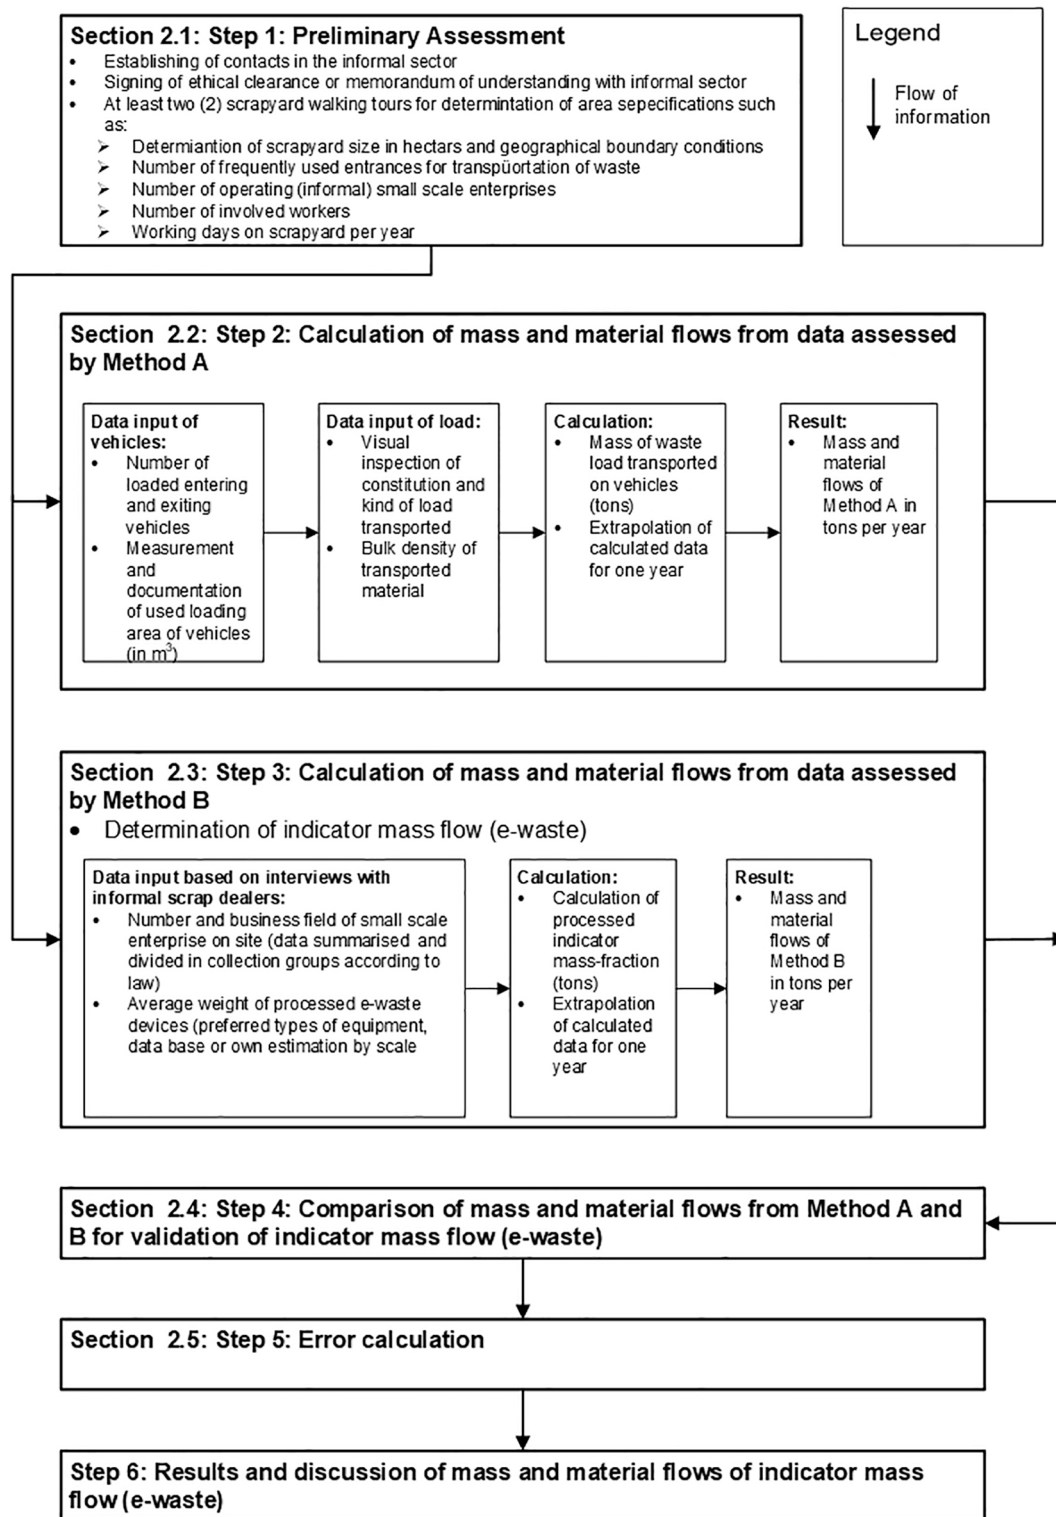 Section 2.1: Step 1: Preliminary Assessment
• Establishing of contacts in the informal sector
• Signing of ethical clearance or memorandum of understanding with informal sector
• At least two (2) scrapyard walking tours for determintation of area sepecifications such
as:
➢ Determiantion of scrapyard size in hectars and geographical boundary conditions
➢ Number of frequently used entrances for transpüortation of waste
➢ Number of operating (informal) small scale enterprises
➢ Number of involved workers
➢ Working days on scrapyard per year
Legend
Flow of
information
Section 2.2: Step 2: Calculation of mass and material flows from data assessed
by Method A
Data input of
vehicles:
• Number of
loaded entering
and exiting
vehicles
• Measurement
and
documentation
of used loading
area of vehicles
(in m³)
Data input of load:
• Visual
inspection of
constitution and
kind of load
transported
• Bulk density of
transported
material
Calculation:
• Mass of waste
load transported
on vehicles
(tons)
• Extrapolation of
calculated data
for one year
Result:
• Mass and
material
flows of
Method A in
tons per year
Section 2.3: Step 3: Calculation of mass and material flows from data assessed
by Method B
• Determination of indicator mass flow (e-waste)
Data input based on interviews with
informal scrap dealers:
• Number and business field of small scale
enterprise on site (data summarised and
divided in collection groups according to
law)
• Average weight of processed e-waste
devices (preferred types of equipment,
data base or own estimation by scale
Calculation:
• Calculation of
processed
indicator
mass-fraction
(tons)
• Extrapolation
of calculated
data for one
year
Result:
• Mass and
material
flows of
Method B
in tons per
year
Section 2.4: Step 4: Comparison of mass and material flows from Method A and
B for validation of indicator mass flow (e-waste)
Section 2.5: Step 5: Error calculation
Step 6: Results and discussion of mass and material flows of indicator mass
flow (e-waste)